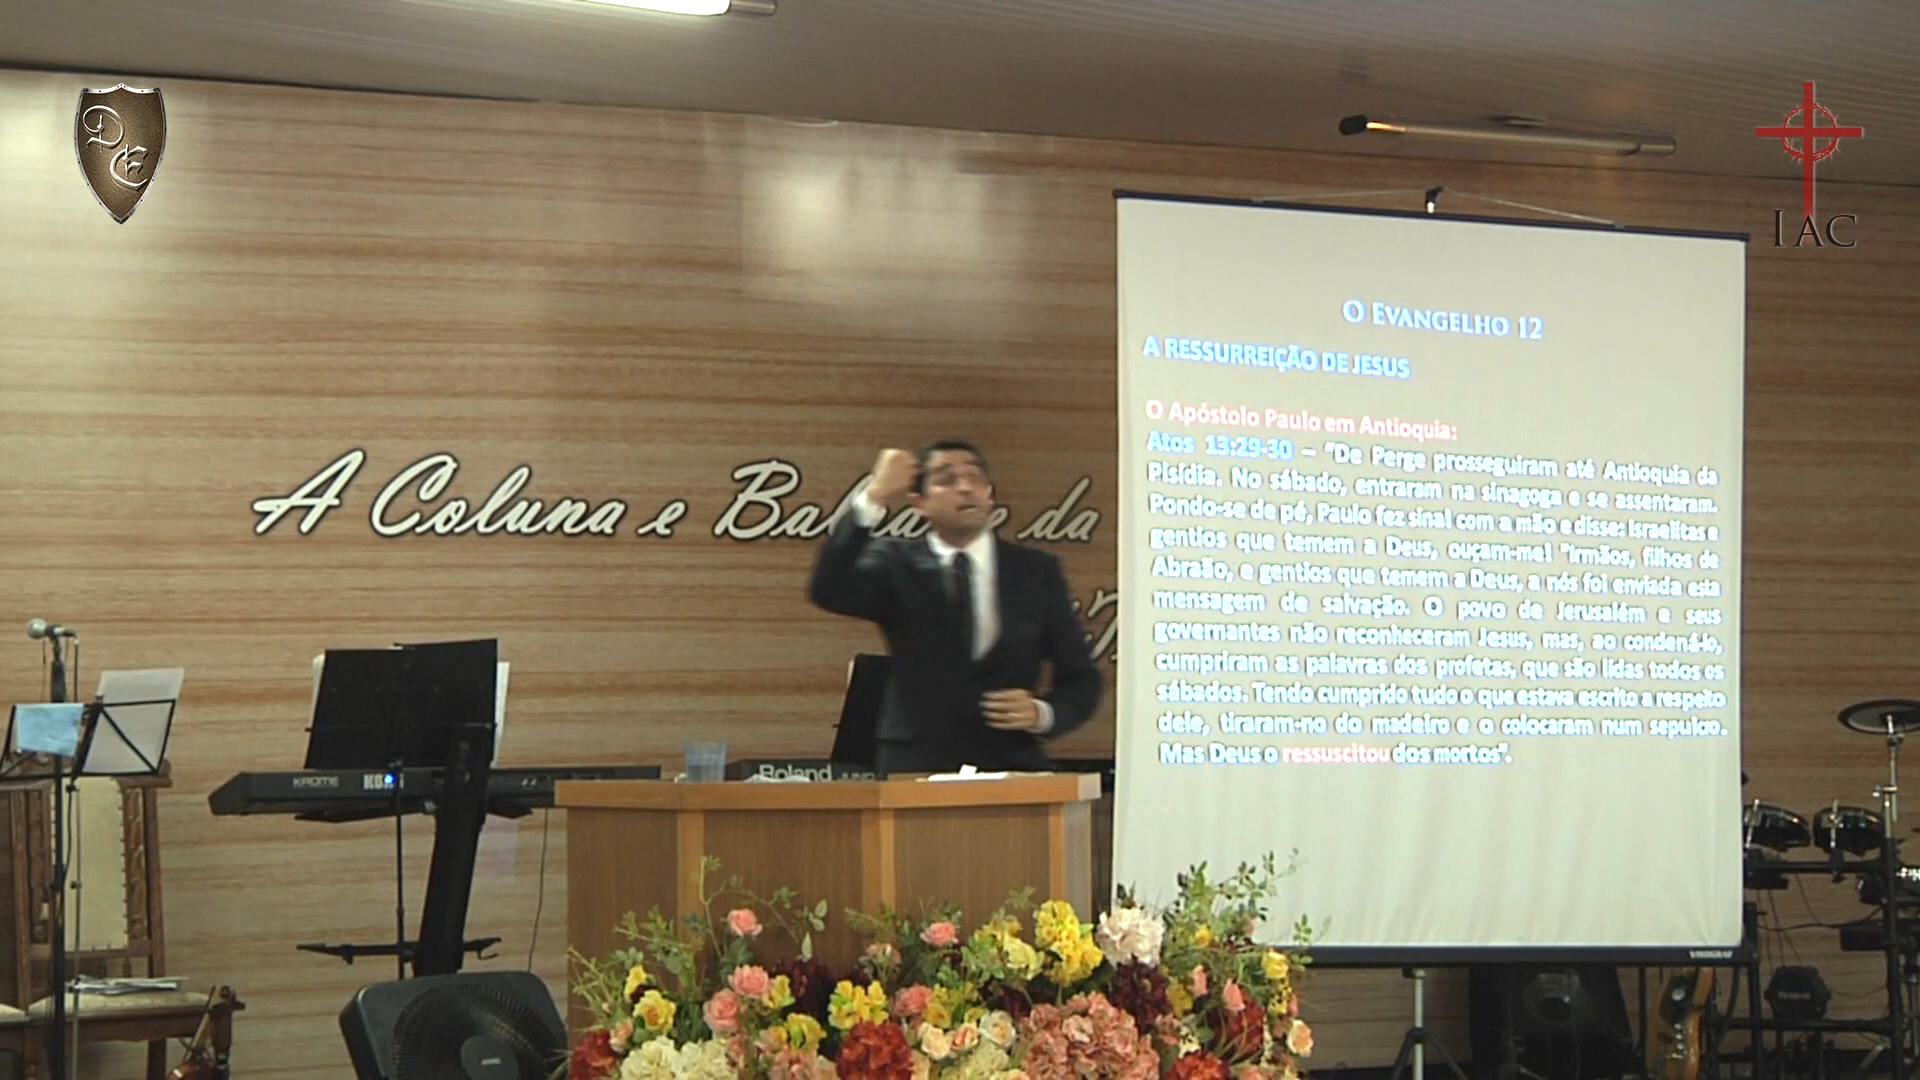 DE
IAC
A Coluna e Baluarte da
O EVANGELHO 12
A RESSURREIÇÃO DE JESUS
O Apóstolo Paulo em Antioquia:
Atos 13:29-30 – "De Perge prosseguiram até Antioquia da
Pisídia. No sábado, entraram na sinagoga e se assentaram.
Pondo-se de pé, Paulo fez sinal com a mão e disse: Israelitas e
gentios que temem a Deus, ouçam-me! "Irmãos, filhos de
Abraão, e gentios que temem a Deus, a nós foi enviada esta
mensagem de salvação. O povo de Jerusalém e seus
governantes não reconheceram Jesus, mas, ao condená-lo,
cumpriram as palavras dos profetas, que são lidas todos os
sábados. Tendo cumprido tudo o que estava escrito a respeito
dele, tiraram-no do madeiro e o colocaram num sepulcro.
Mas Deus o ressuscitou dos mortos".
KROME KORG
Roland JUNO
VISOGRAF
Roland